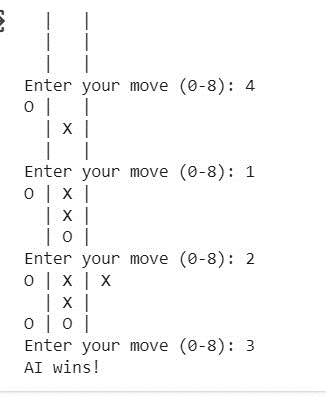 |   |
  |   |
  |   |
Enter your move (0-8): 4
O |   |
  | X |
  |   |
Enter your move (0-8): 1
O | X |
  | X |
  | O |
Enter your move (0-8): 2
O | X | X
  | X |
O | O |
Enter your move (0-8): 3
AI wins!